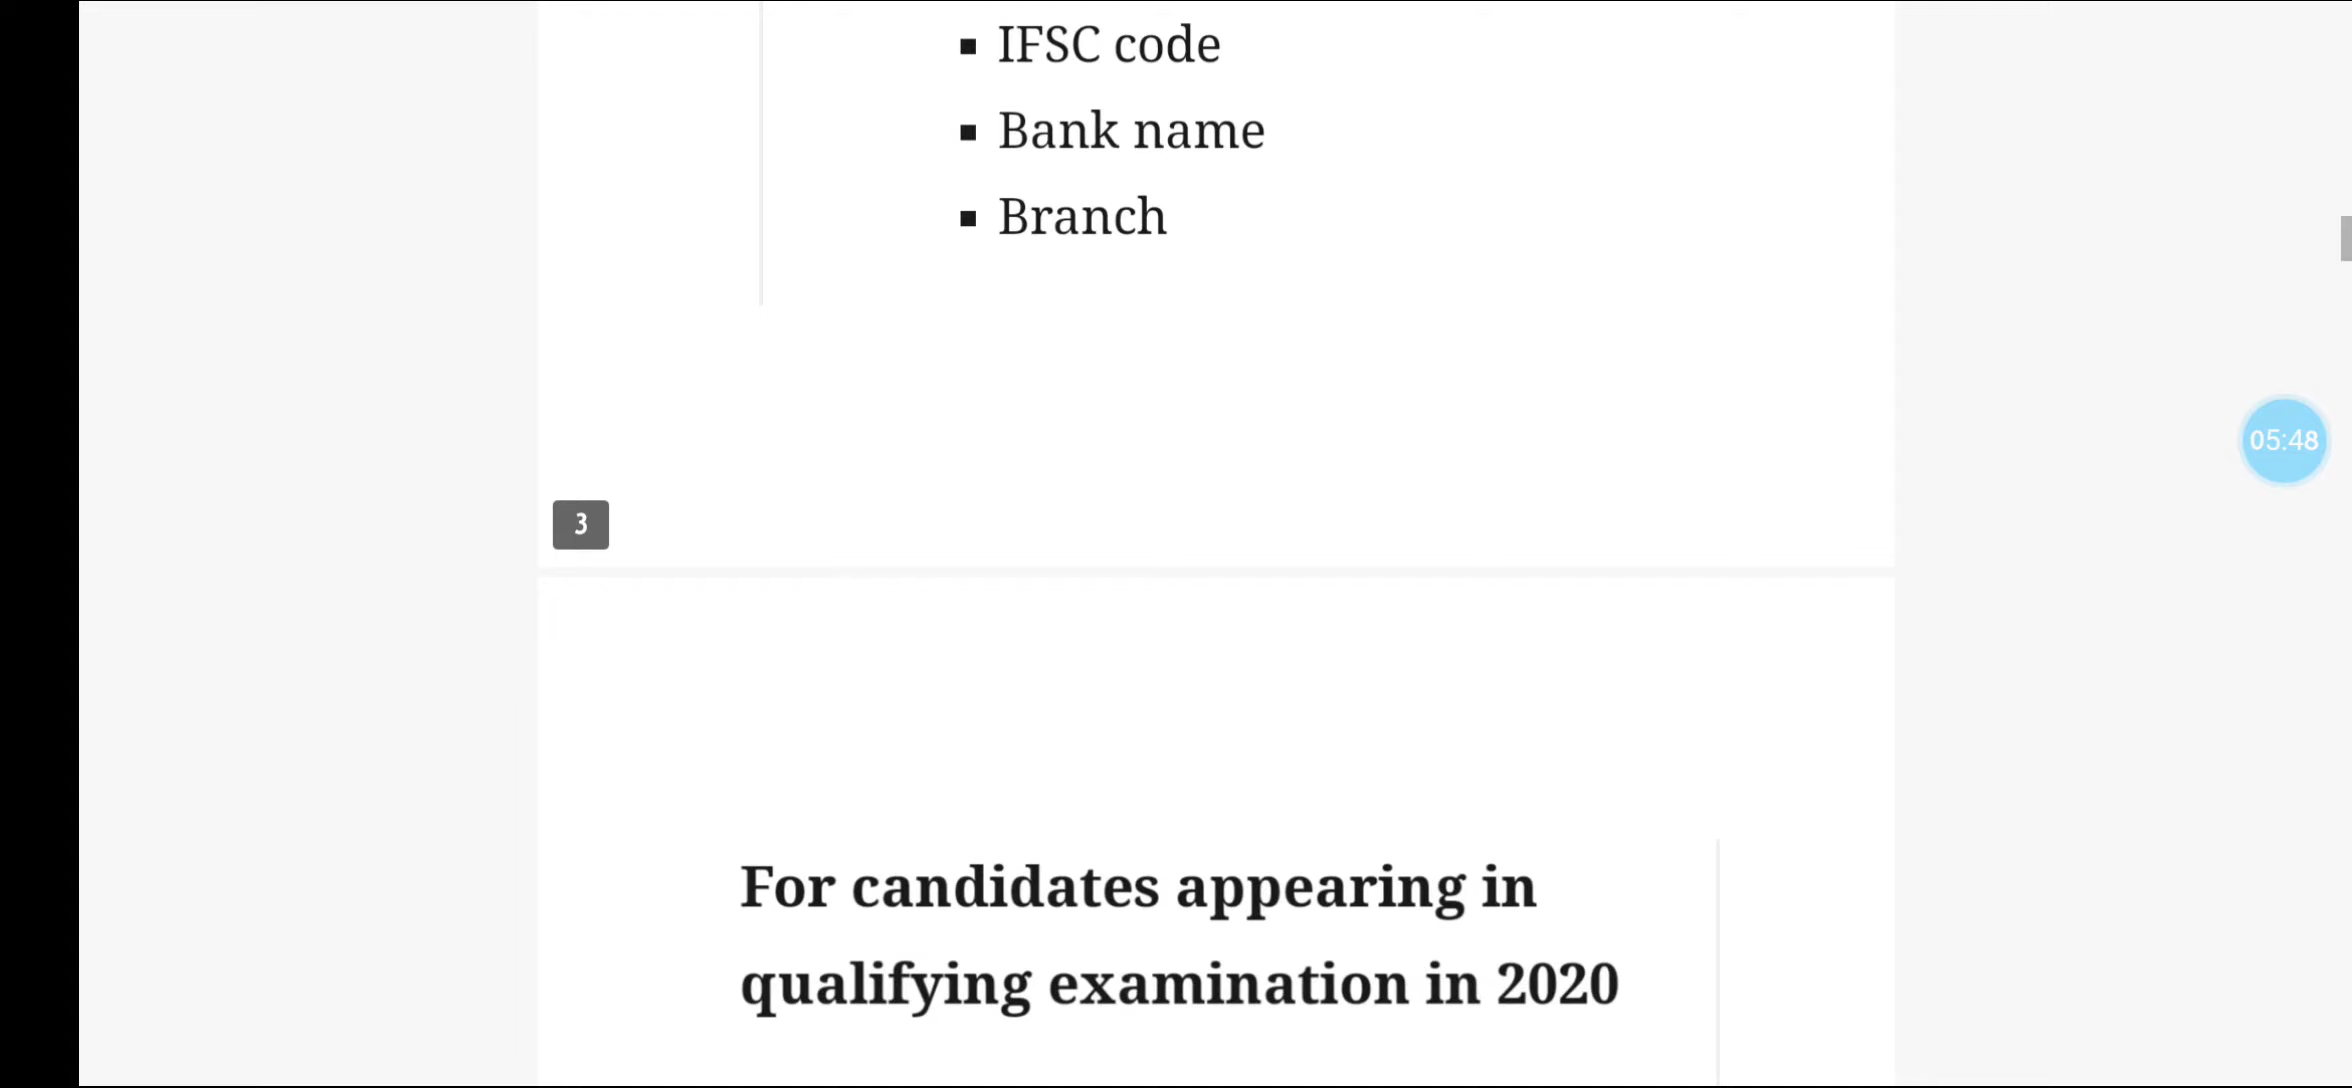 ▪ IFSC code
▪ Bank name
▪ Branch
05:48
3
For candidates appearing in
qualifying examination in 2020